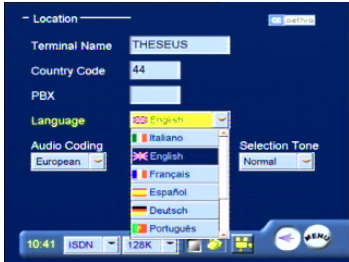 Location
aethra
Terminal Name THESEUS
Country Code 44
PBX
Language English
Italiano
English
Français
Español
Deutsch
Português
Audio Coding
European
Selection Tone
Normal
10:41 ISDN 128K MENU